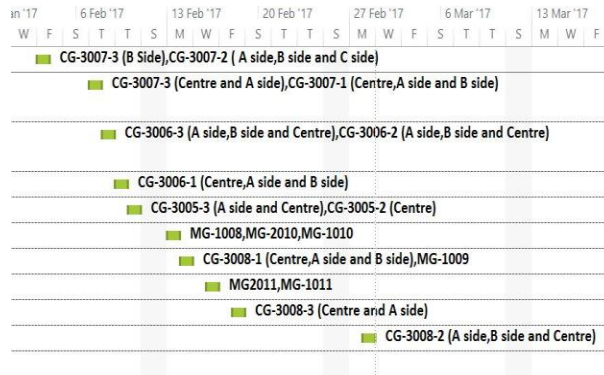 an '17 6 Feb '17 13 Feb '17 20 Feb '17 27 Feb '17 6 Mar '17 13 Mar '17
W F S T T S M W F S T T S M W F S T T S M W F
CG-3007-3 (B Side),CG-3007-2 ( A side,B side and C side)
CG-3007-3 (Centre and A side),CG-3007-1 (Centre,A side and B side)
CG-3006-3 (A side,B side and Centre),CG-3006-2 (A side,B side and Centre)
CG-3006-1 (Centre,A side and B side)
CG-3005-3 (A side and Centre),CG-3005-2 (Centre)
MG-1008,MG-2010,MG-1010
CG-3008-1 (Centre,A side and B side),MG-1009
MG2011,MG-1011
CG-3008-3 (Centre and A side)
CG-3008-2 (A side,B side and Centre)